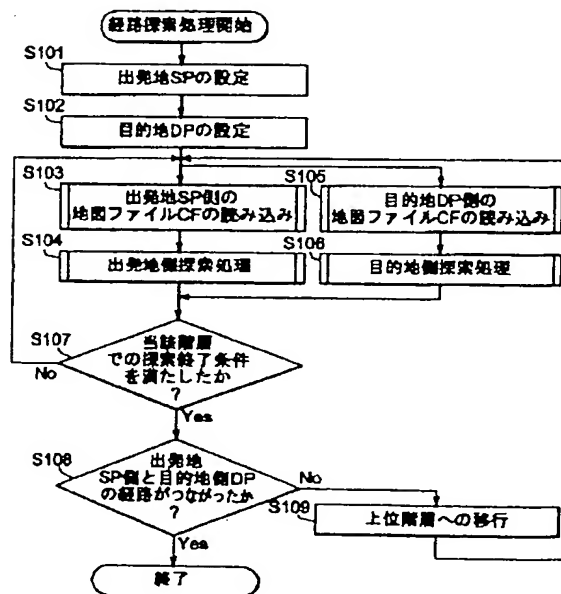 経路探索処理開始
S101
出発地SPの設定
S102
目的地DPの設定
S103
出発地SP側の
地図ファイルCFの読み込み
S105
目的地DP側の
地図ファイルCFの読み込み
S104
出発地側探索処理
S106
目的地側探索処理
S107
当該階層
での探索終了条件
を満たしたか
?
No
Yes
S108
出発地
SP側と目的地側DP
の経路がつながったか
?
No
S109
上位階層への移行
Yes
終了